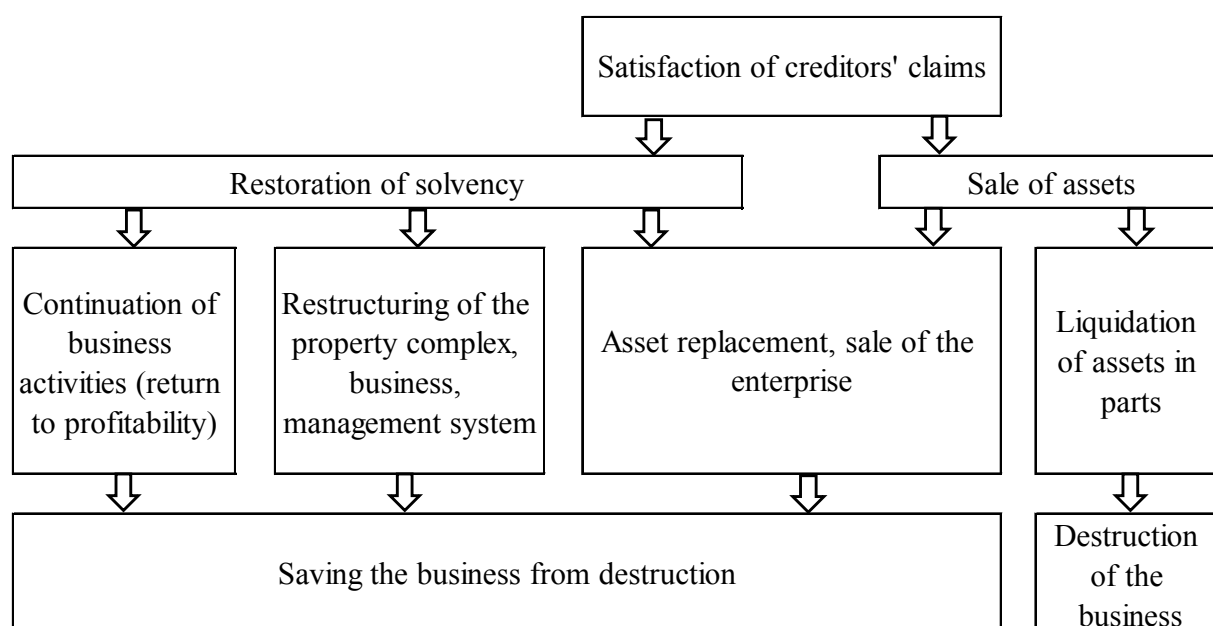 Satisfaction of creditors' claims
Restoration of solvency
Sale of assets
Continuation of
business
activities (return
to profitability)
Restructuring of the
property complex,
business,
management system
Asset replacement, sale of the
enterprise
Liquidation
of assets in
parts
Saving the business from destruction
Destruction
of the
business